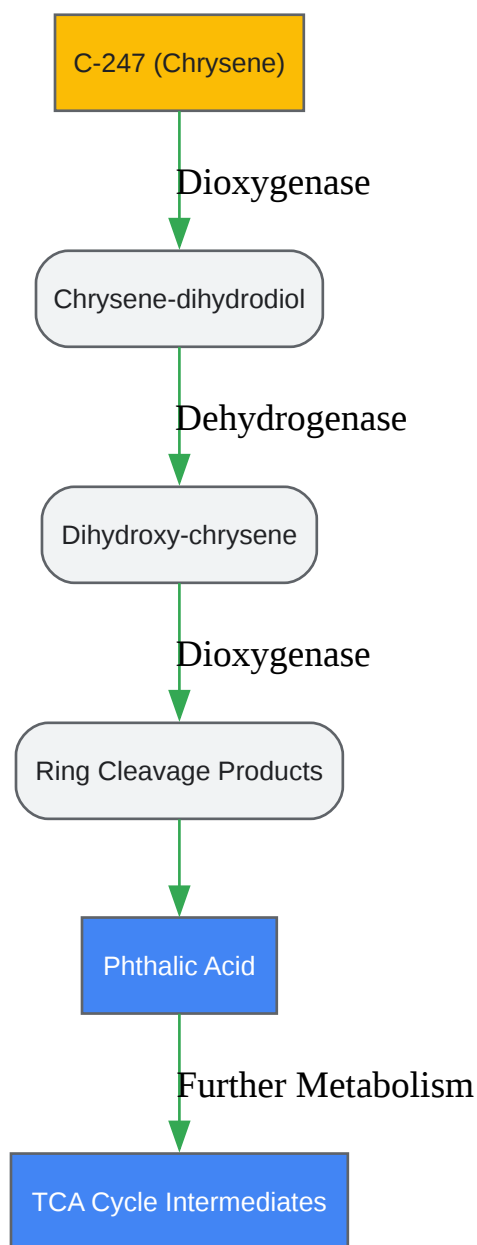 C-247 (Chrysene)
Dioxygenase
Chrysene-dihydrodiol
Dehydrogenase
Dihydroxy-chrysene
Dioxygenase
Ring Cleavage Products
Phthalic Acid
Further Metabolism
TCA Cycle Intermediates